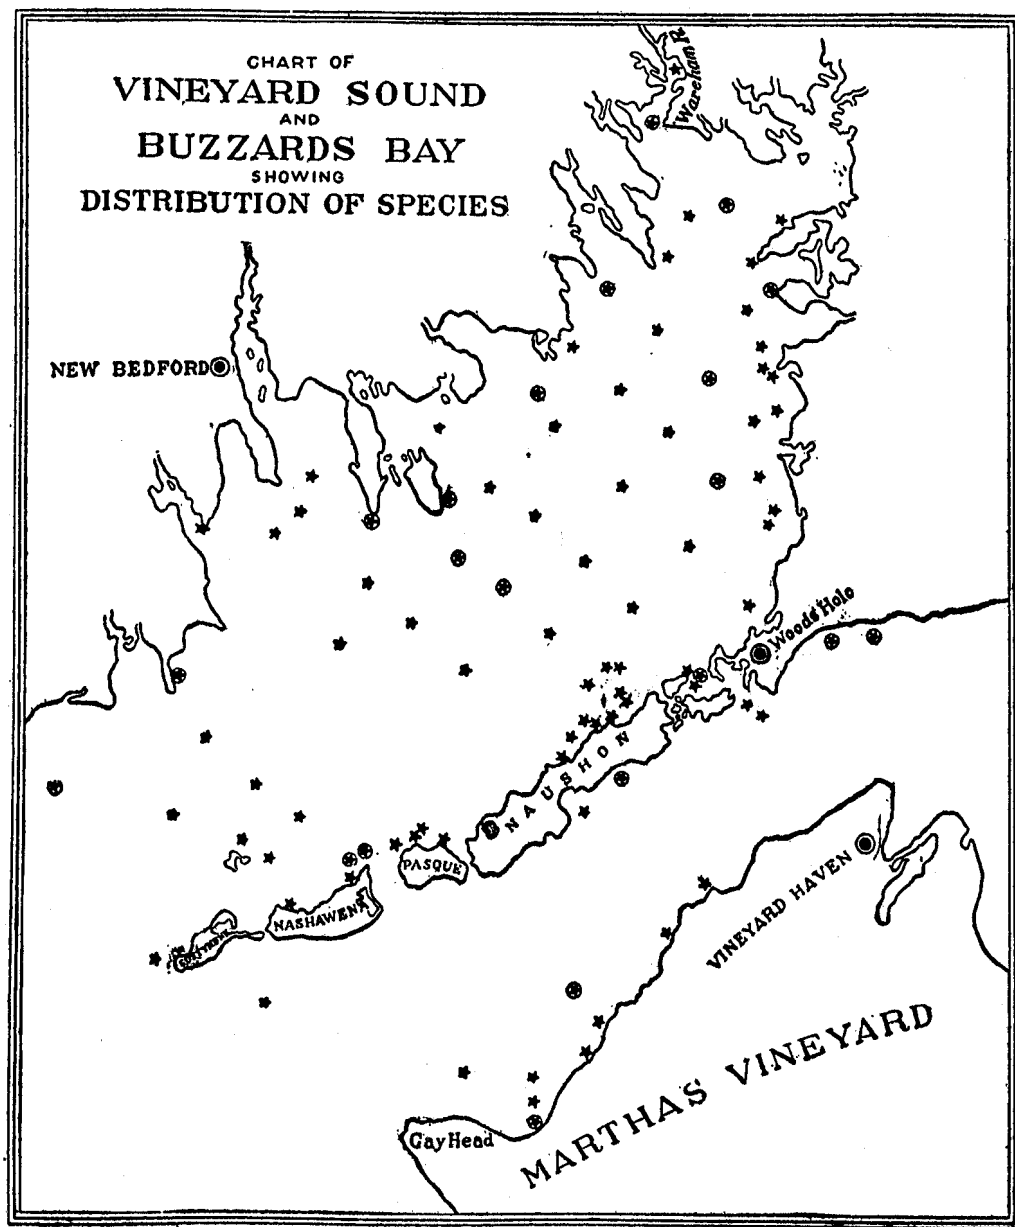 CHART OF
VINEYARD SOUND
AND
BUZZARDS BAY
SHOWING
DISTRIBUTION OF SPECIES
Wareham R.
NEW BEDFORD
Woods Holo
NAUSHON
PASQUE
NASHAWENA
VINEYARD HAVEN
MARTHAS VINEYARD
Gay Head